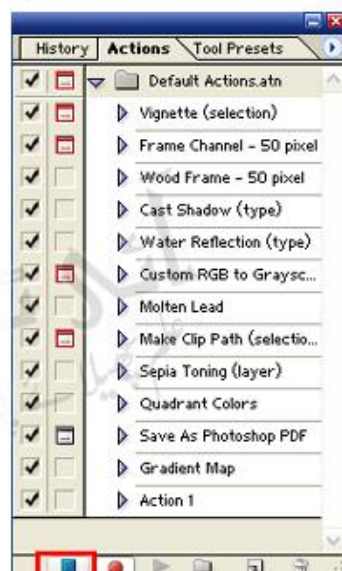 History Actions Tool Presets
Default Actions.atn
Vignette (selection)
Frame Channel - 50 pixel
Wood Frame - 50 pixel
Cast Shadow (type)
Water Reflection (type)
Custom RGB to Graysc...
Molten Lead
Make Clip Path (selectio...
Sepia Toning (layer)
Quadrant Colors
Save As Photoshop PDF
Gradient Map
Action 1